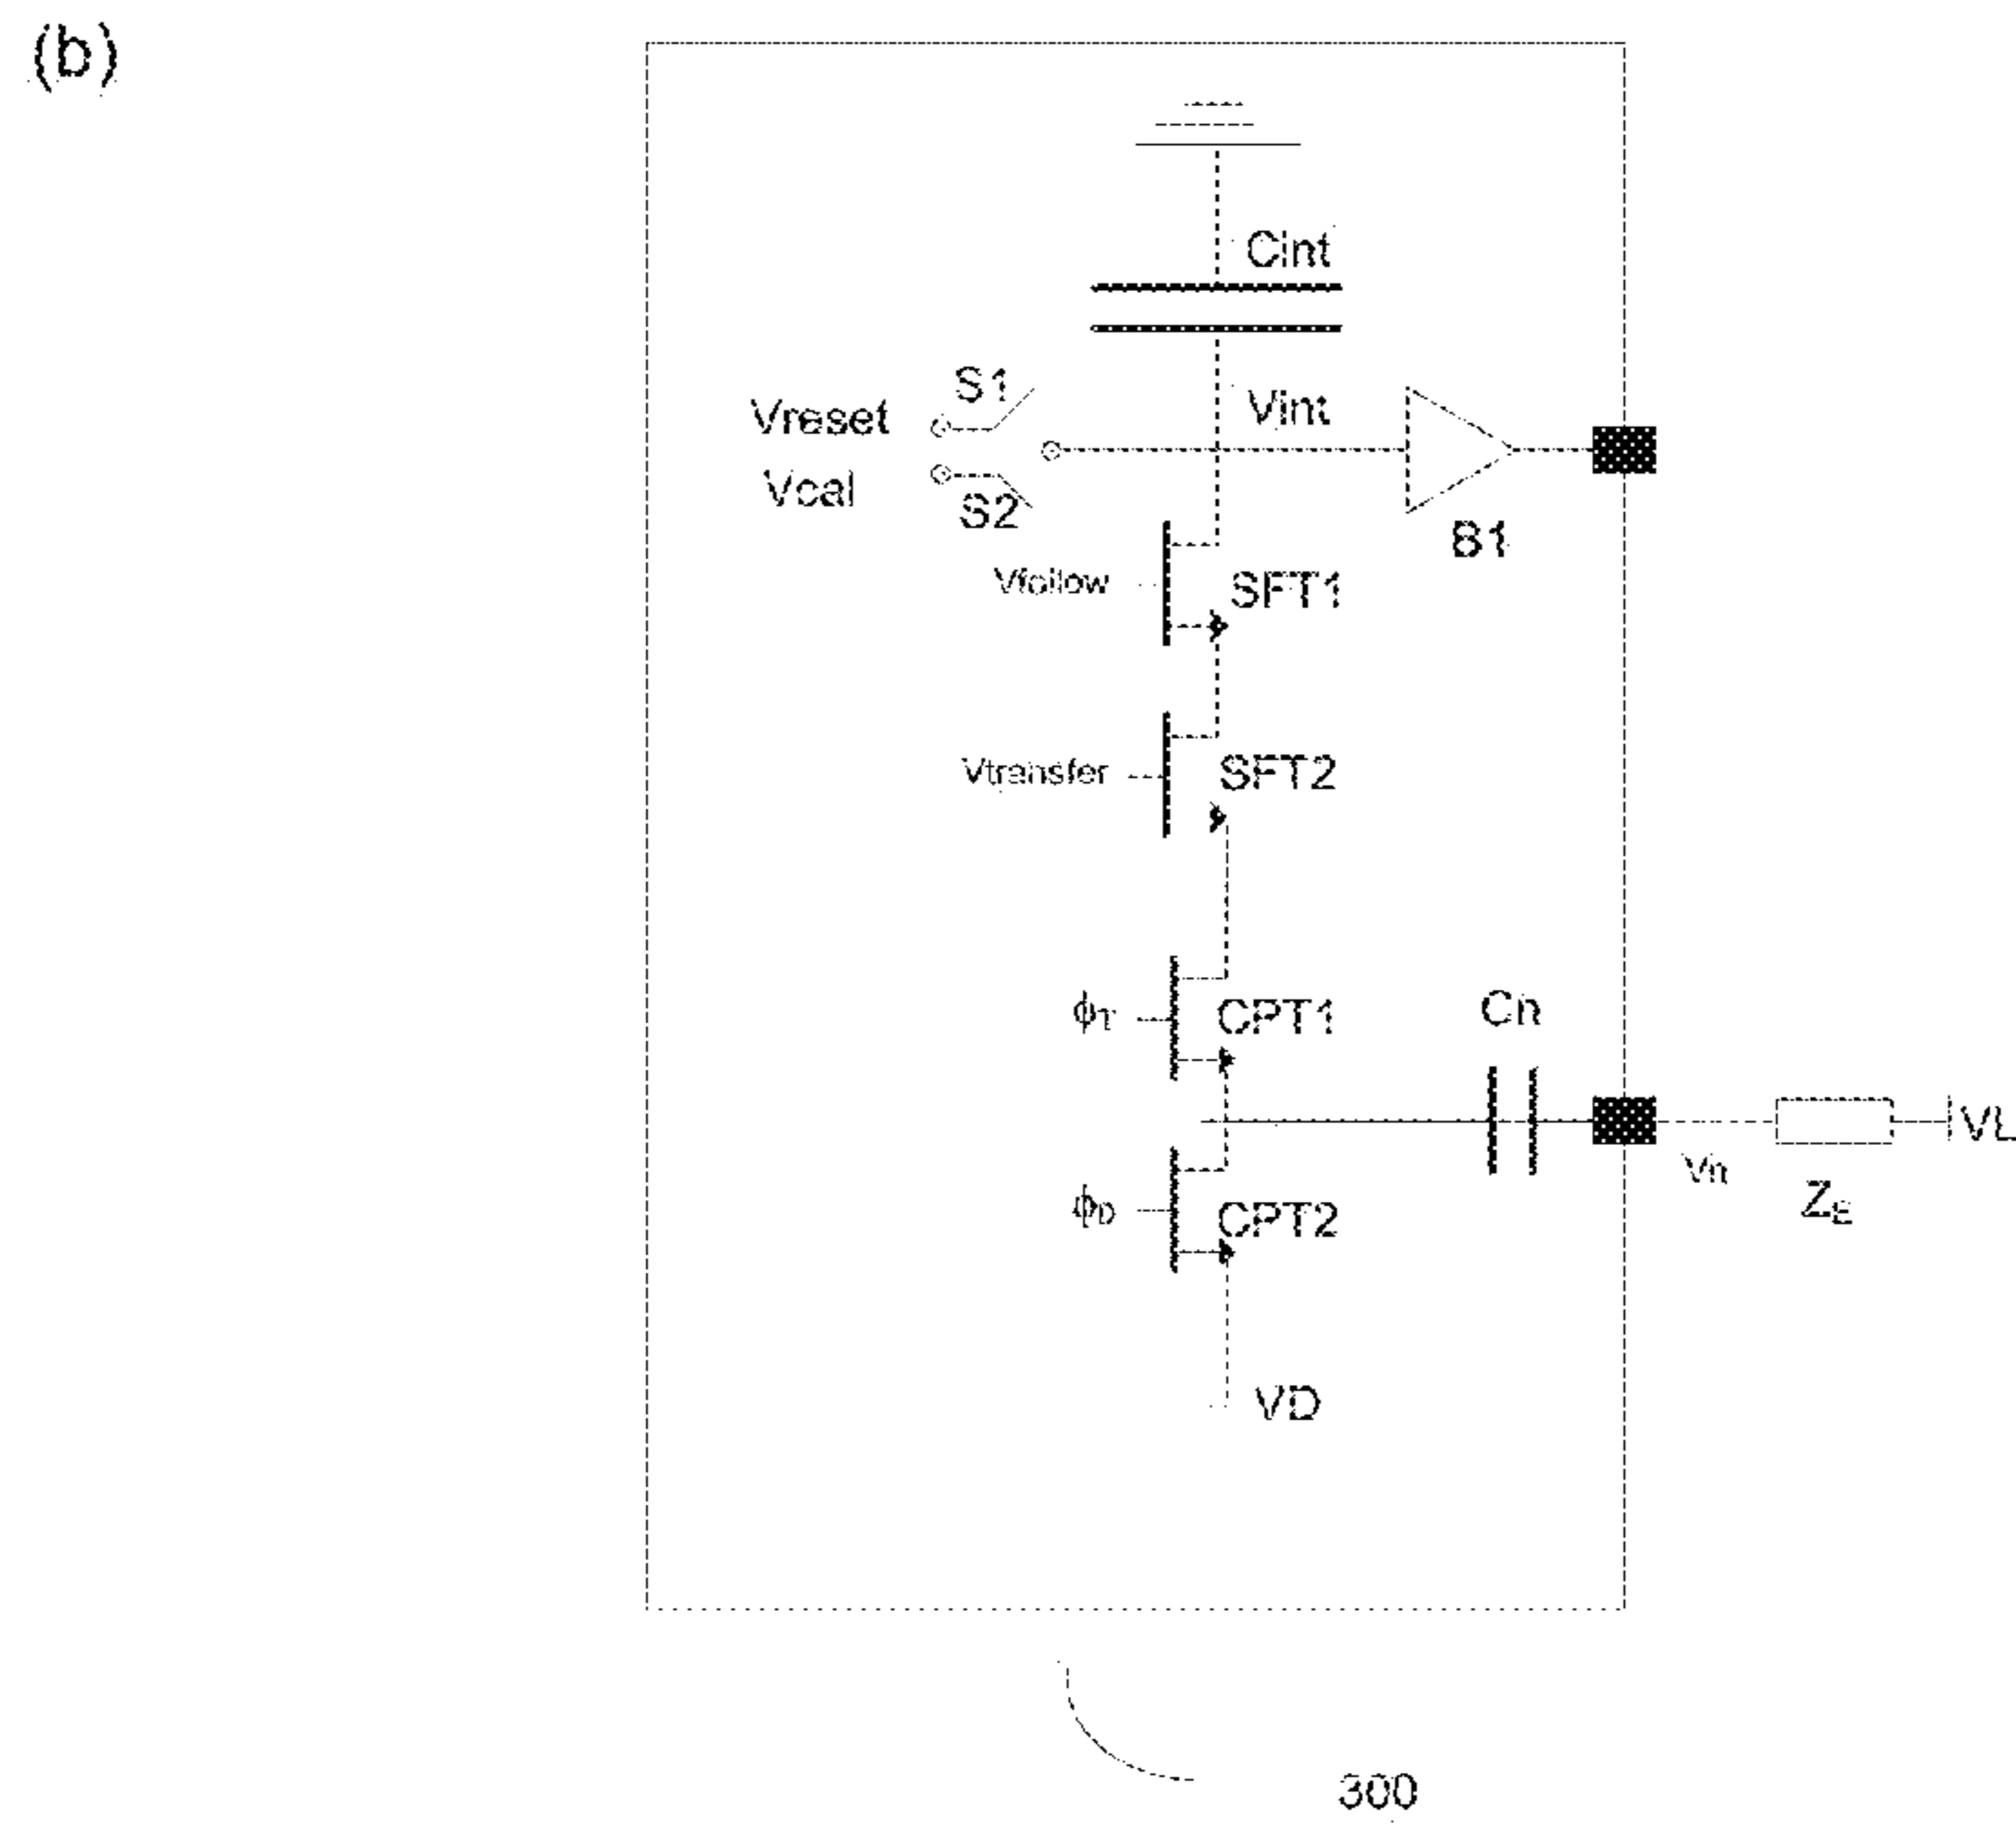 (b)
Cint
S1
Vreset
Vint
Vcal
S2
B1
Vfollow
SFT1
Vtransfer
SFT2
ϕT
CPT1
Cn
VL
Vn
ϕD
CPT2
ZE
VD
300